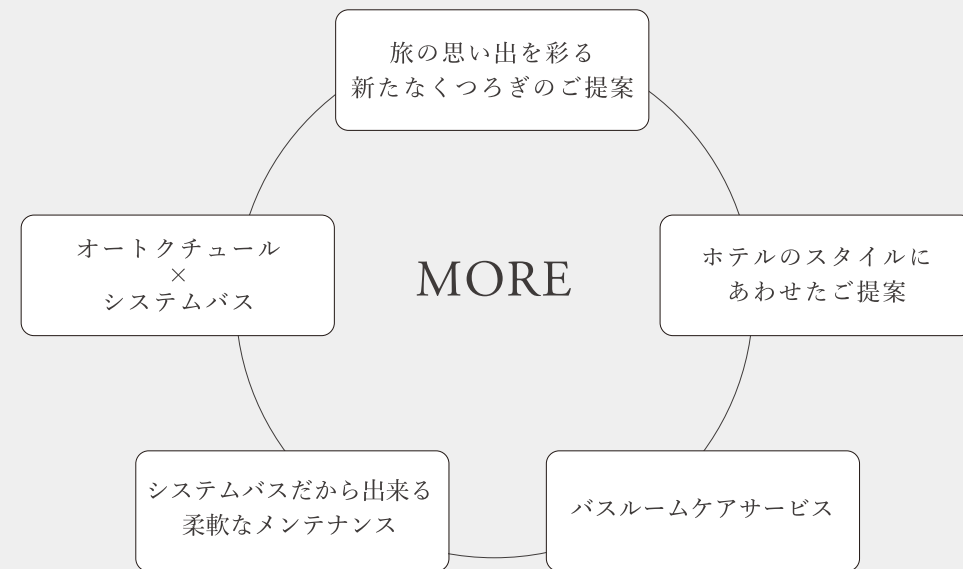 旅の思い出を彩る
新たなくつろぎのご提案
オートクチュール
×
システムバス
MORE
ホテルのスタイルに
あわせたご提案
システムバスだから出来る
柔軟なメンテナンス
バスルームケアサービス